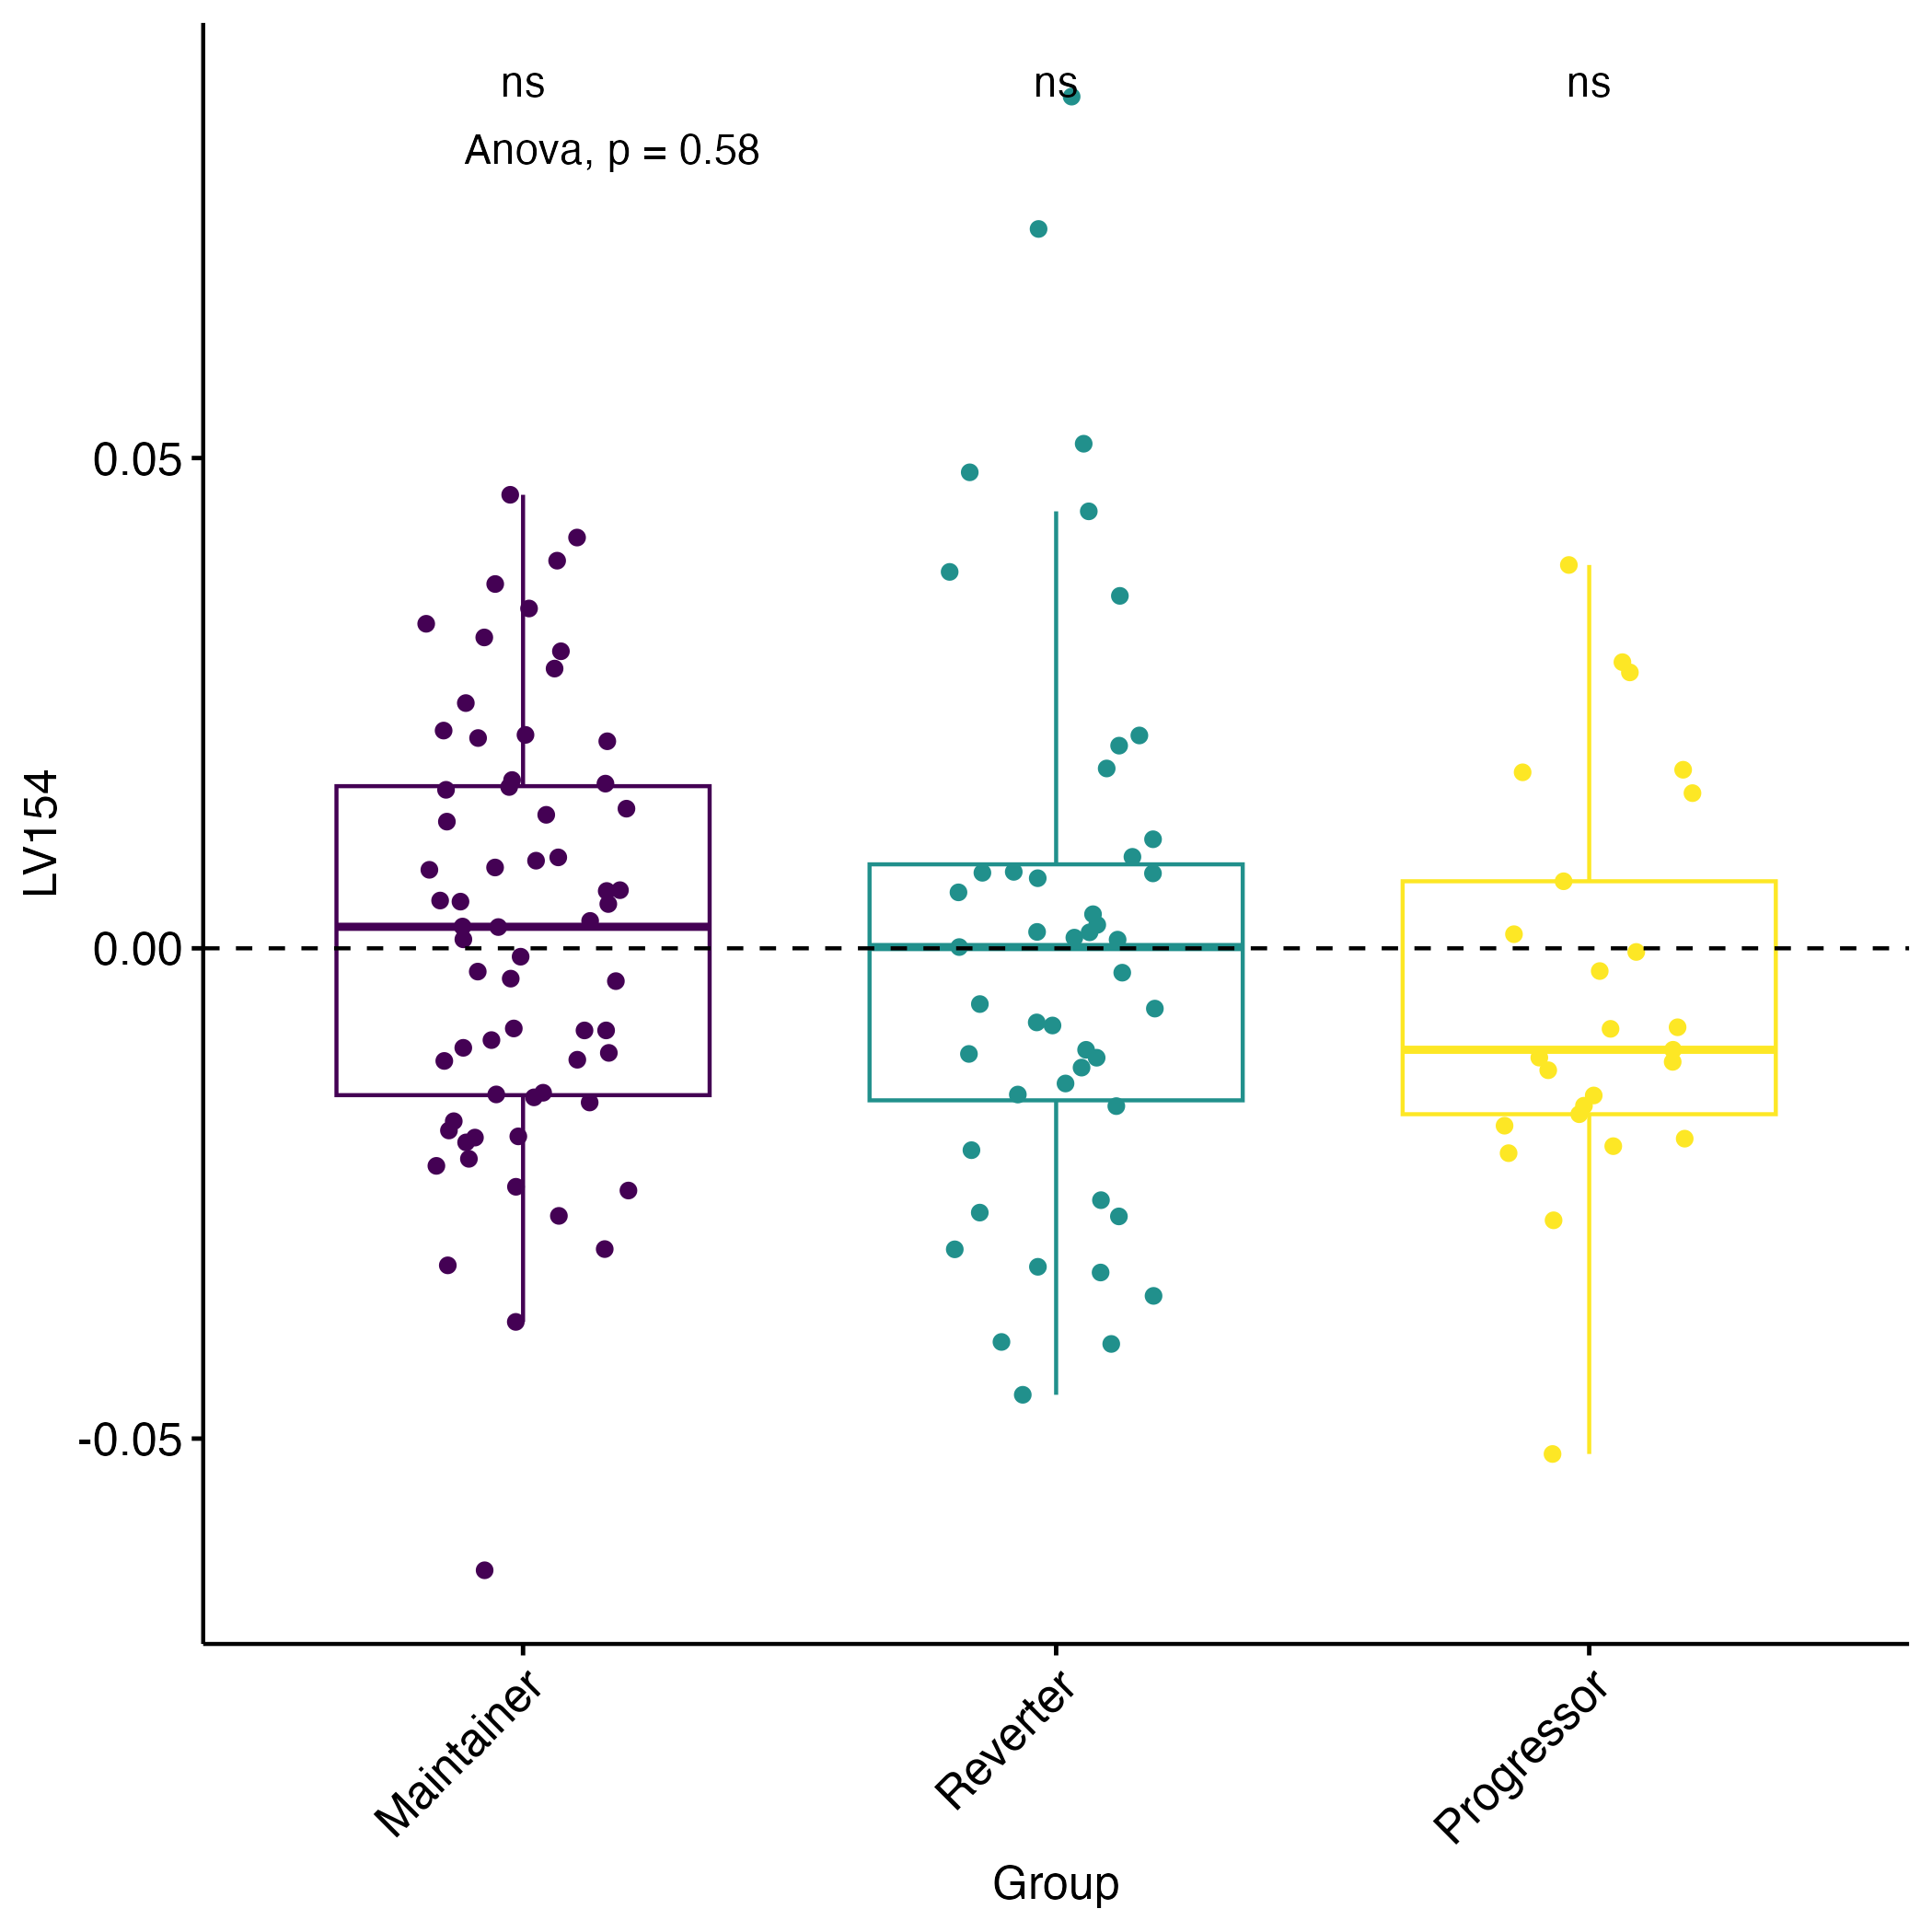 ns ns ns
Anova, p = 0.58
LV154
0.05
0.00
-0.05
Maintainer Reverter Progressor
Group